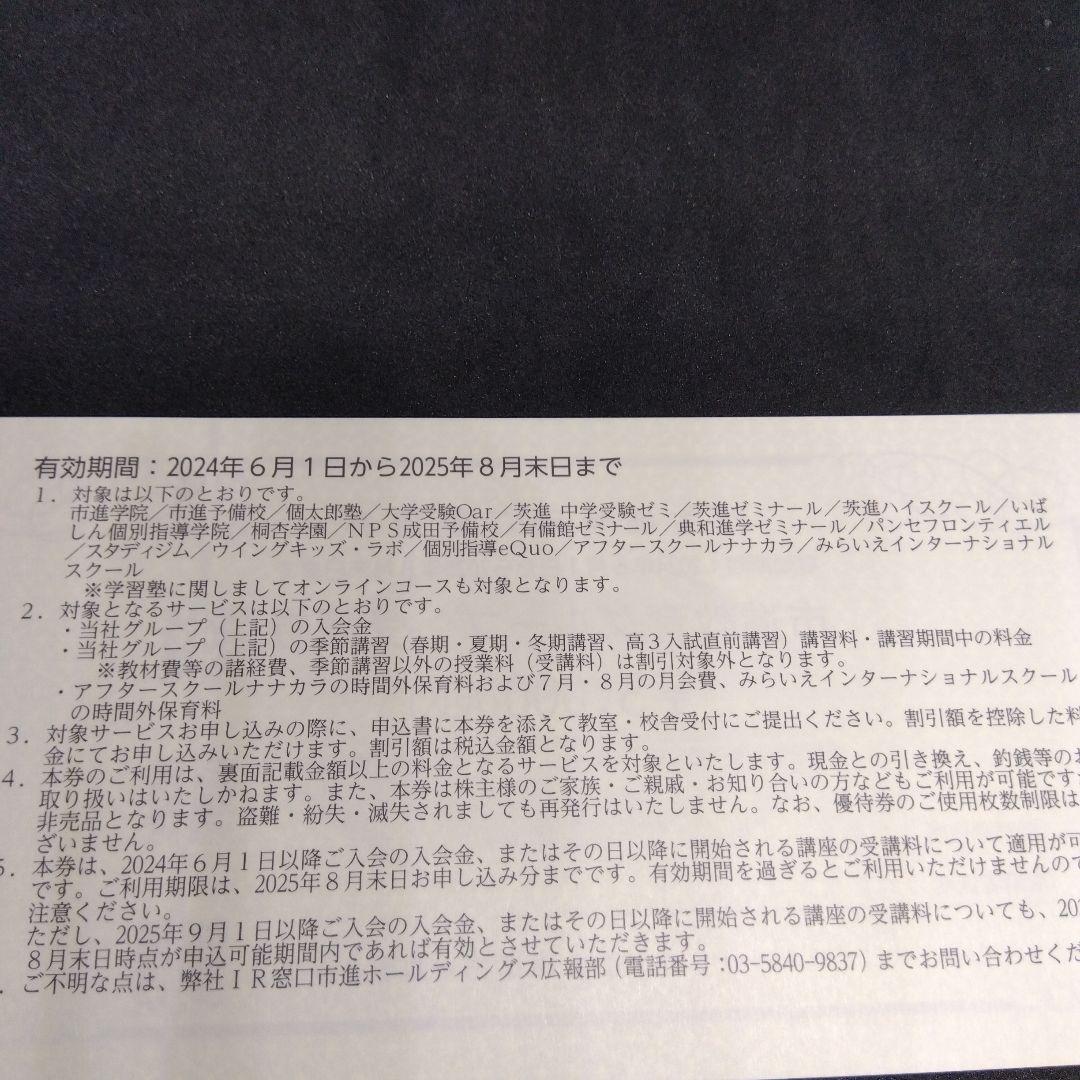 有効期間：2024年６月１日から2025年８月末日まで
1．対象は以下のとおりです。
市進学院／市進予備校／個太郎塾／大学受験Oar／茨進 中学受験ゼミ／茨進ゼミナール／茨進ハイスクール／いば
しん個別指導学院／桐杏学園／ＮＰＳ成田予備校／有備館ゼミナール／典和進学ゼミナール／パンセフロンティエル
／スタディジム／ウイングキッズ・ラボ／個別指導eQuo／アフタースクールナナカラ／みらいえインターナショナル
スクール
※学習塾に関しましてオンラインコースも対象となります。
2．対象となるサービスは以下のとおりです。
・当社グループ（上記）の入会金
・当社グループ（上記）の季節講習（春期・夏期・冬期講習、高３入試直前講習）講習料・講習期間中の料金
※教材費等の諸経費、季節講習以外の授業料（受講料）は割引対象外となります。
・アフタースクールナナカラの時間外保育料および７月・８月の月会費、みらいえインターナショナルスクール
の時間外保育料
3．対象サービスお申し込みの際に、申込書に本券を添えて教室・校舎受付にご提出ください。割引額を控除した料
金にてお申し込みいただけます。割引額は税込金額となります。
4．本券のご利用は、裏面記載金額以上の料金となるサービスを対象といたします。現金との引き換え、釣銭等のお
取り扱いはいたしかねます。また、本券は株主様のご家族・ご親戚・お知り合いの方などもご利用が可能です
非売品となります。盗難・紛失・滅失されましても再発行はいたしません。なお、優待券のご使用枚数制限は
ざいません。
5．本券は、2024年６月１日以降ご入会の入会金、またはその日以降に開始される講座の受講料について適用が可
です。ご利用期限は、2025年８月末日お申し込み分までです。有効期間を過ぎるとご利用いただけませんので
注意ください。
ただし、2025年９月１日以降ご入会の入会金、またはその日以降に開始される講座の受講料についても、20
８月末日時点が申込可能期間内であれば有効とさせていただきます。
．ご不明な点は、弊社ＩＲ窓口市進ホールディングス広報部（電話番号：03-5840-9837）までお問い合わせくだ